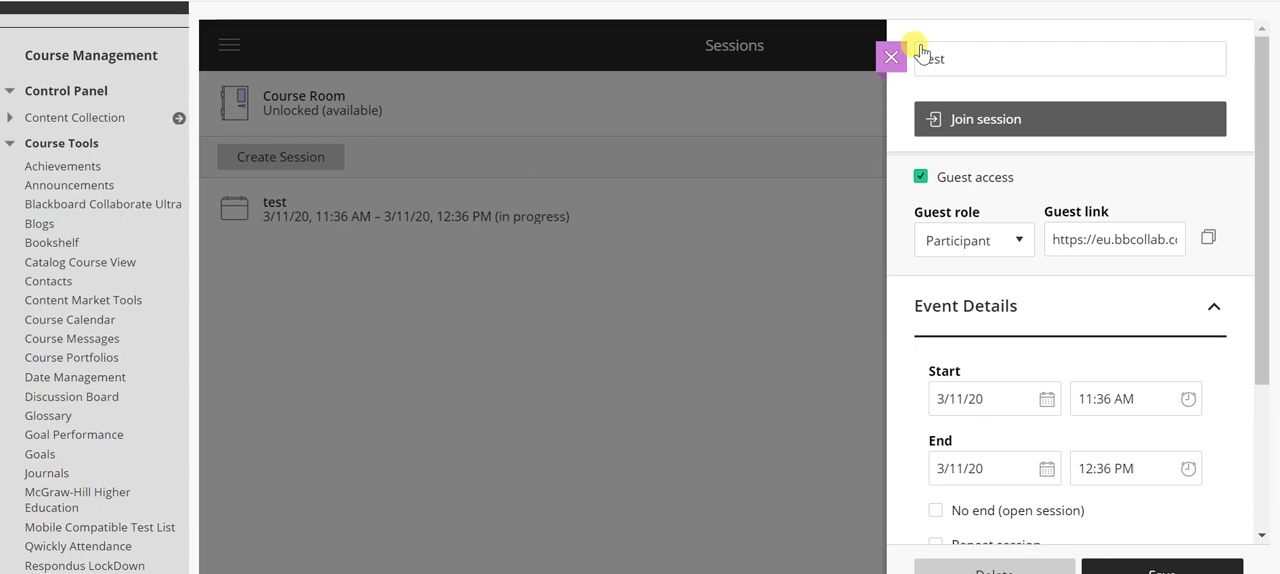 Course Management
Control Panel
Content Collection
Course Tools
Achievements
Announcements
Blackboard Collaborate Ultra
Blogs
Bookshelf
Catalog Course View
Contacts
Content Market Tools
Course Calendar
Course Messages
Course Portfolios
Date Management
Discussion Board
Glossary
Goal Performance
Goals
Journals
McGraw-Hill Higher
Education
Mobile Compatible Test List
Qwickly Attendance
Respondus LockDown
Sessions
Course Room
Unlocked (available)
Create Session
test
3/11/20, 11:36 AM – 3/11/20, 12:36 PM (in progress)
est
Join session
Guest access
Guest role
Guest link
Participant
https://eu.bbcollab.c
Event Details
Start
3/11/20
11:36 AM
End
3/11/20
12:36 PM
No end (open session)
Repeat session
Delete
Save